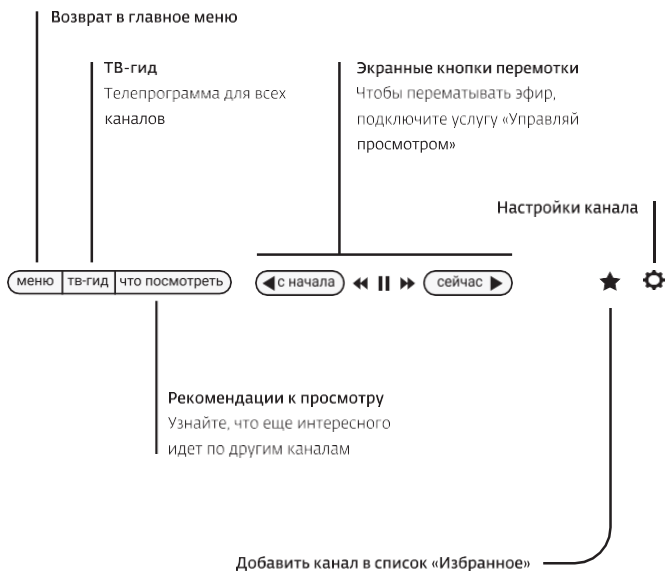 Возврат в главное меню
ТВ-гид
Телепрограмма для всех
каналов
Экранные кнопки перемотки
Чтобы перематывать эфир,
подключите услугу «Управляй
просмотром»
Настройки канала
меню тв-гид что посмотреть
с начала
сейчас
Рекомендации к просмотру
Узнайте, что еще интересного
идет по другим каналам
Добавить канал в список «Избранное»